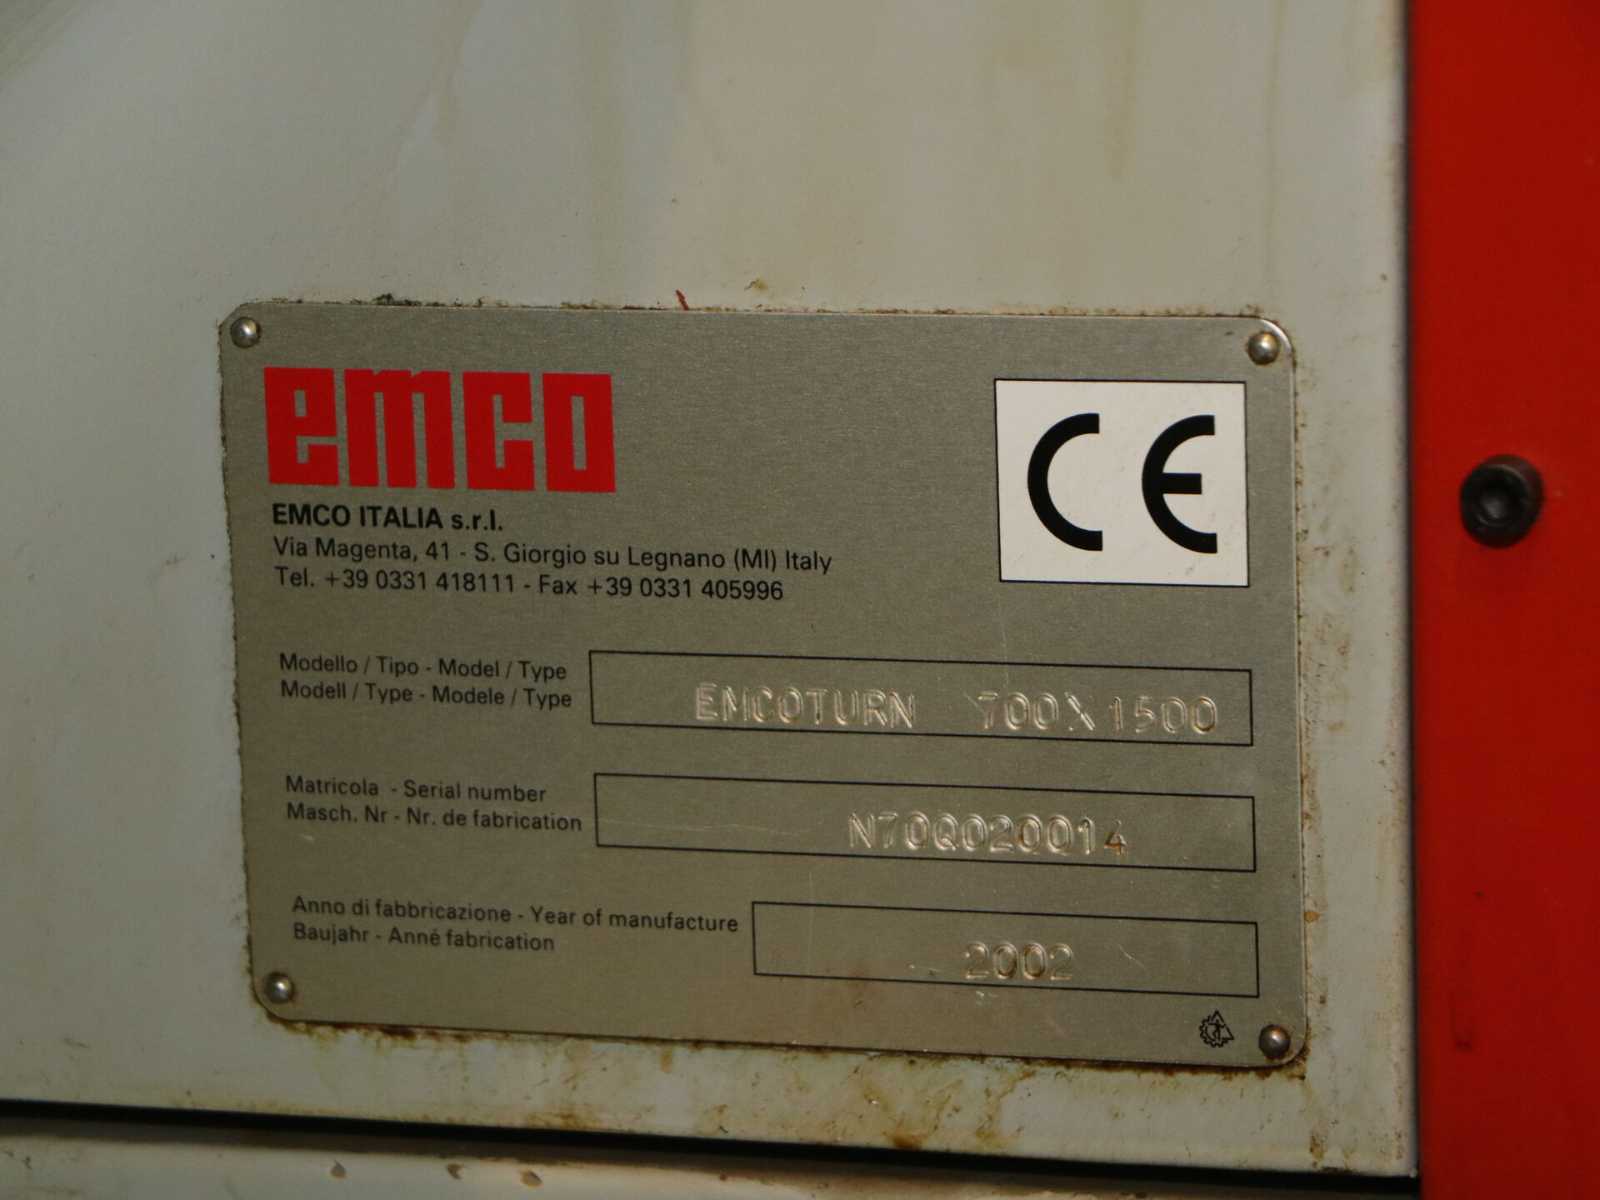 emco
CE
EMCO ITALIA s.r.l.
Via Magenta, 41 - S. Giorgio su Legnano (MI) Italy
Tel. +39 0331 418111 - Fax +39 0331 405996
Modello / Tipo - Model / Type
Modell / Type - Modele / Type
EMCOTURN 700X1500
Matricola - Serial number
Masch. Nr - Nr. de fabrication
N70Q020014
Anno di fabbricazione - Year of manufacture
Baujahr - Anné fabrication
2002